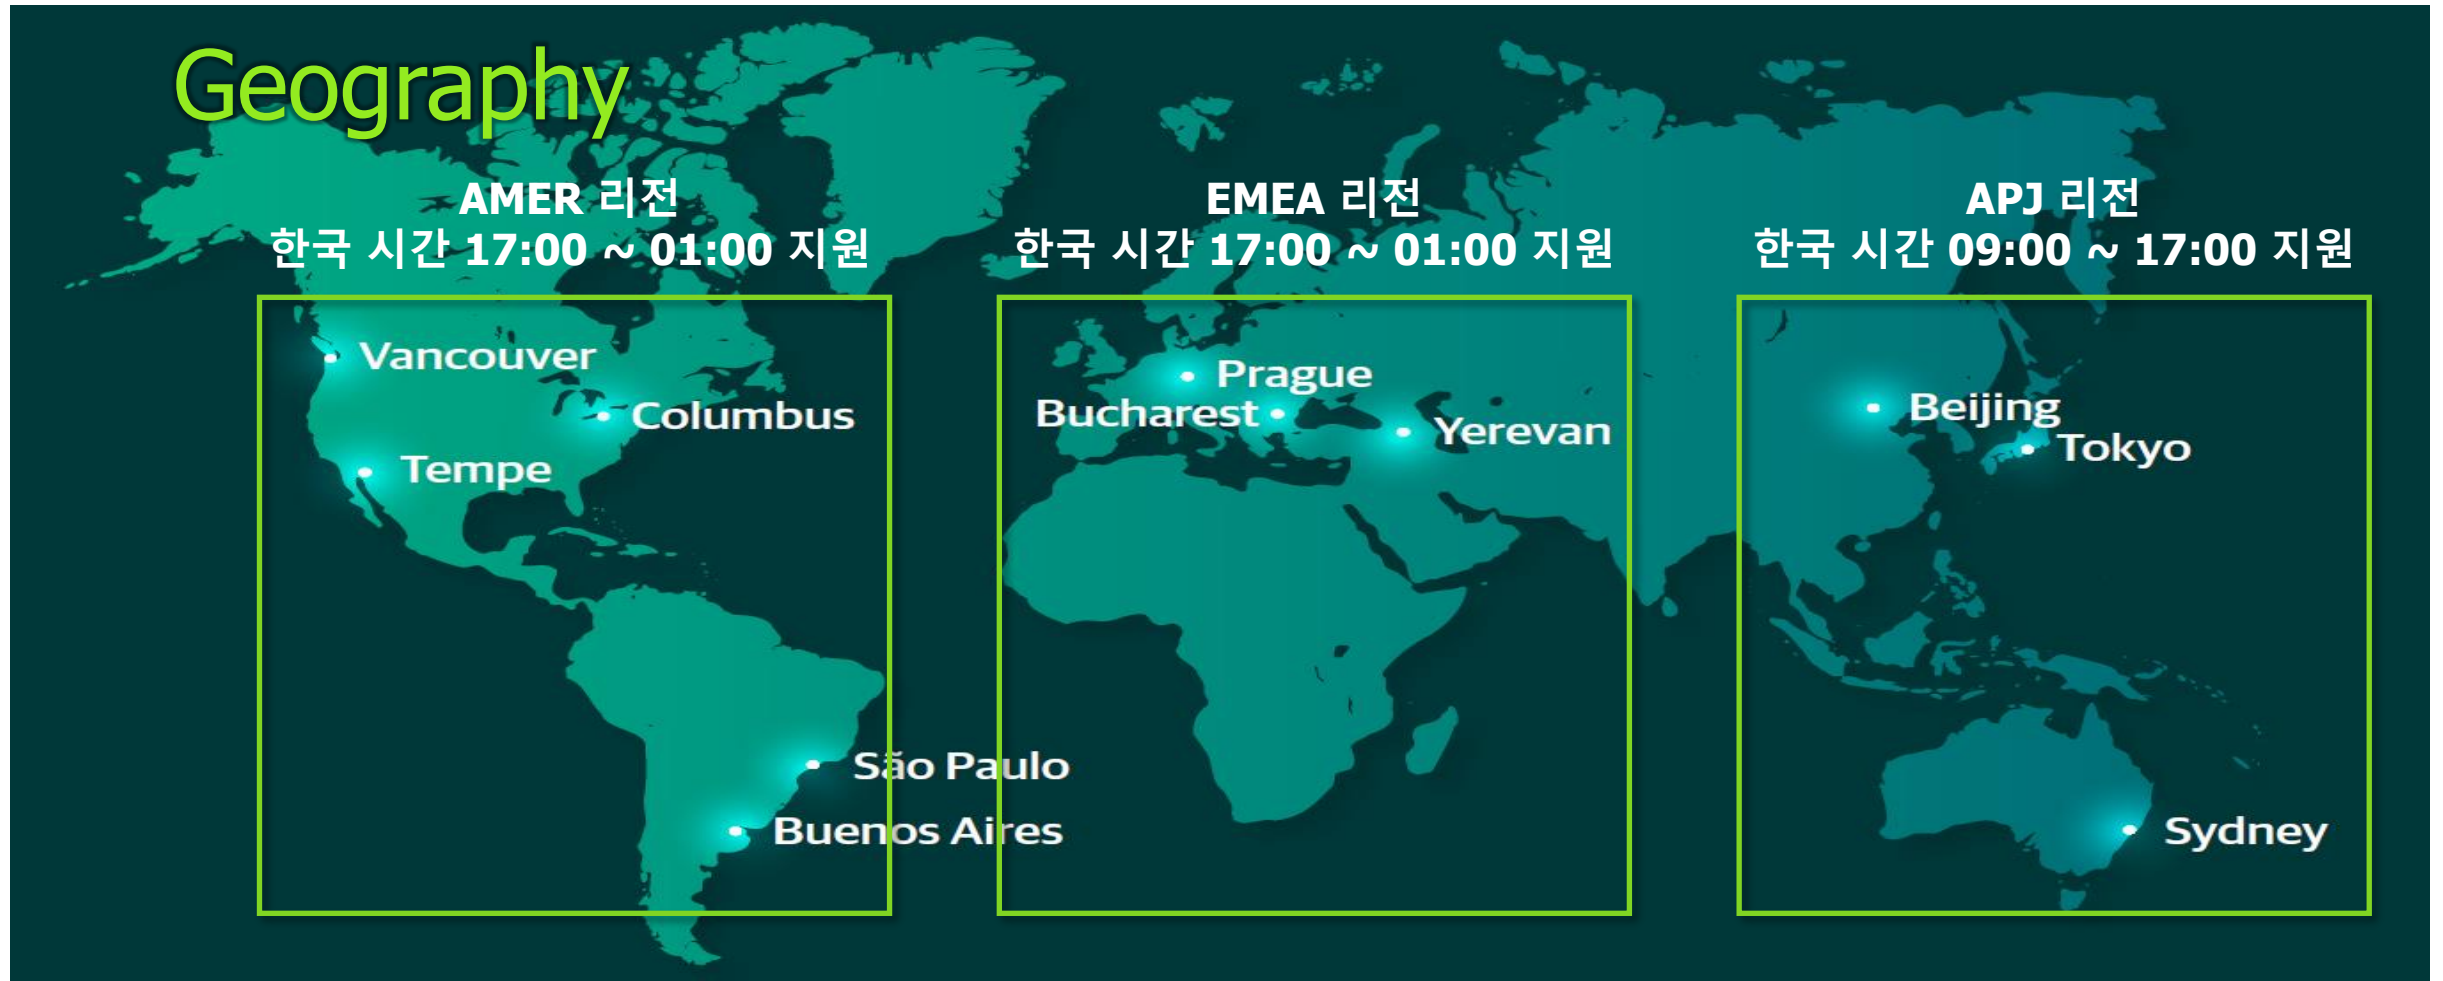 Geography
AMER 리전
한국 시간 17:00 ~ 01:00 지원
Vancouver
Columbus
Tempe
São Paulo
Buenos Aires
EMEA 리전
한국 시간 17:00 ~ 01:00 지원
Prague
Bucharest
Yerevan
APJ 리전
한국 시간 09:00 ~ 17:00 지원
Beijing
Tokyo
Sydney